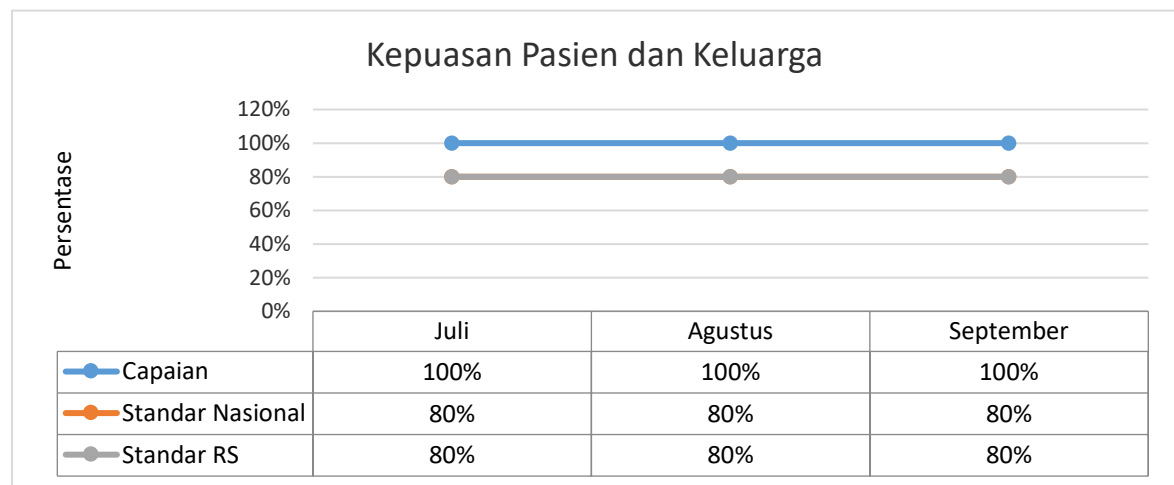 Kepuasan Pasien dan Keluarga
Persentase
120%
100%
80%
60%
40%
20%
0%
Juli Agustus September
Capaian 100% 100% 100%
Standar Nasional 80% 80% 80%
Standar RS 80% 80% 80%